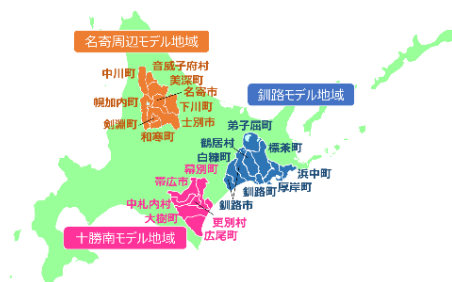 名寄周辺モデル地域
音威子府村
中川町
美深町
名寄市
幌加内町
下川町
剣淵町
士別市
和寒町
釧路モデル地域
弟子屈町
鶴居村
標茶町
白糠町
浜中町
厚岸町
釧路町
釧路市
幕別町
帯広市
中札内村
大樹町
更別村
広尾町
十勝南モデル地域